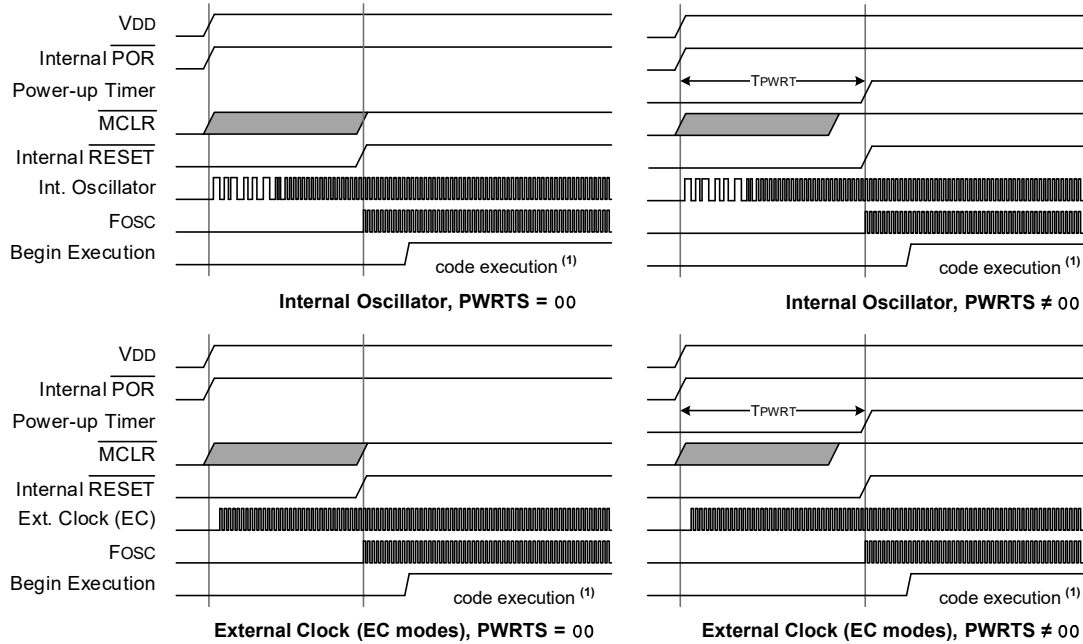 VDD
Internal POR
Power-up Timer
TPWRT
MCLR
Internal RESET
Int. Oscillator
FOSC
Begin Execution
code execution (1)
code execution (1)
Internal Oscillator, PWRTS = 00
Internal Oscillator, PWRTS ≠ 00
VDD
Internal POR
Power-up Timer
TPWRT
MCLR
Internal RESET
Ext. Clock (EC)
FOSC
Begin Execution
code execution (1)
code execution (1)
External Clock (EC modes), PWRTS = 00
External Clock (EC modes), PWRTS ≠ 00